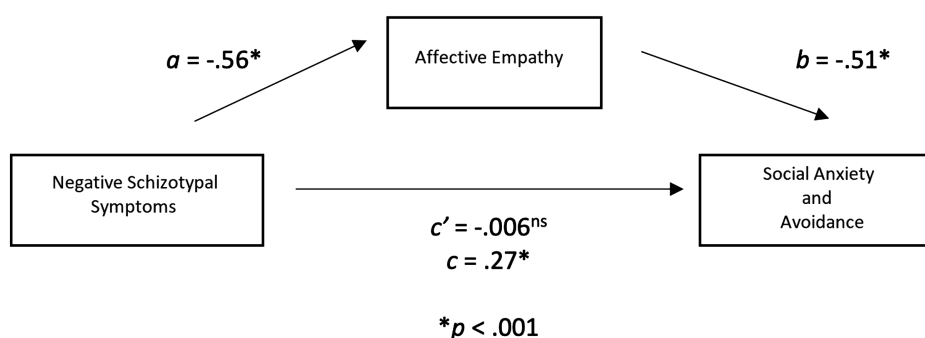 a = -.56*
Affective Empathy
b = -.51*
Negative Schizotypal
Symptoms
Social Anxiety
and
Avoidance
c’ = -.006ns
c = .27*
*p < .001